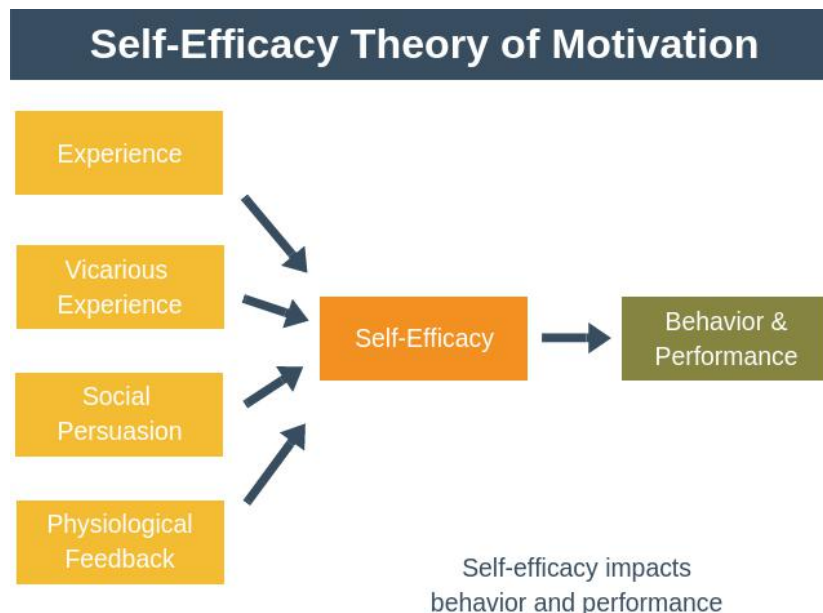 Self-Efficacy Theory of Motivation
Experience
Vicarious
Experience
Social
Persuasion
Physiological
Feedback
Self-Efficacy
Behavior &
Performance
Self-efficacy impacts
behavior and performance